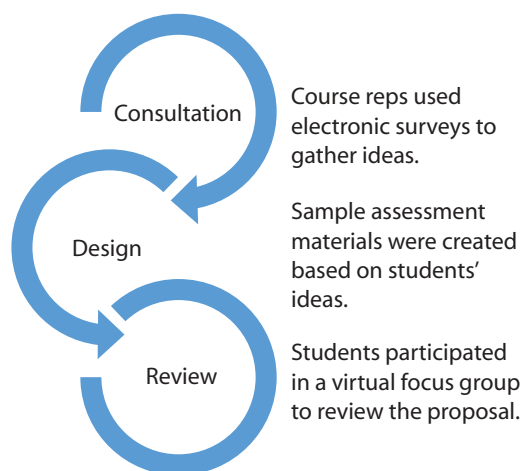 Consultation
Course reps used
electronic surveys to
gather ideas.
Design
Sample assessment
materials were created
based on students’
ideas.
Review
Students participated
in a virtual focus group
to review the proposal.